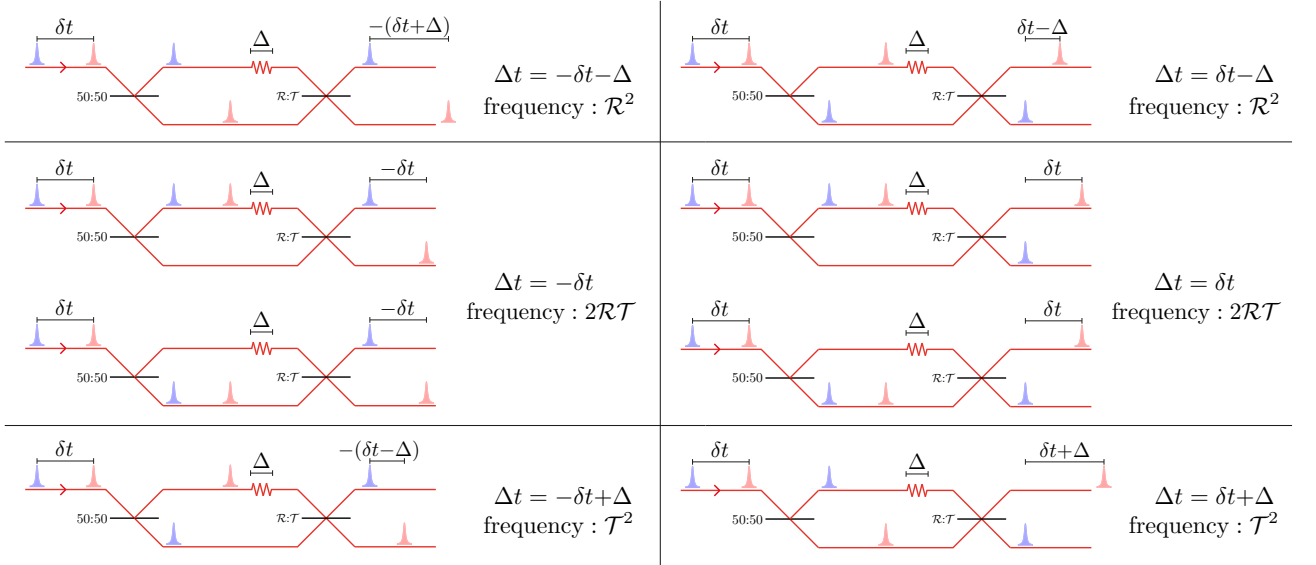 δt
Δ
−(δt+Δ)
50:50
R:T
Δt = −δt−Δ
frequency : R²
δt
Δ
δt−Δ
50:50
R:T
Δt = δt−Δ
frequency : R²
δt
Δ
−δt
50:50
R:T
δt
Δ
−δt
50:50
R:T
Δt = −δt
frequency : 2RT
δt
Δ
δt
50:50
R:T
δt
Δ
δt
50:50
R:T
Δt = δt
frequency : 2RT
δt
Δ
−(δt−Δ)
50:50
R:T
Δt = −δt+Δ
frequency : T²
δt
Δ
δt+Δ
50:50
R:T
Δt = δt+Δ
frequency : T²